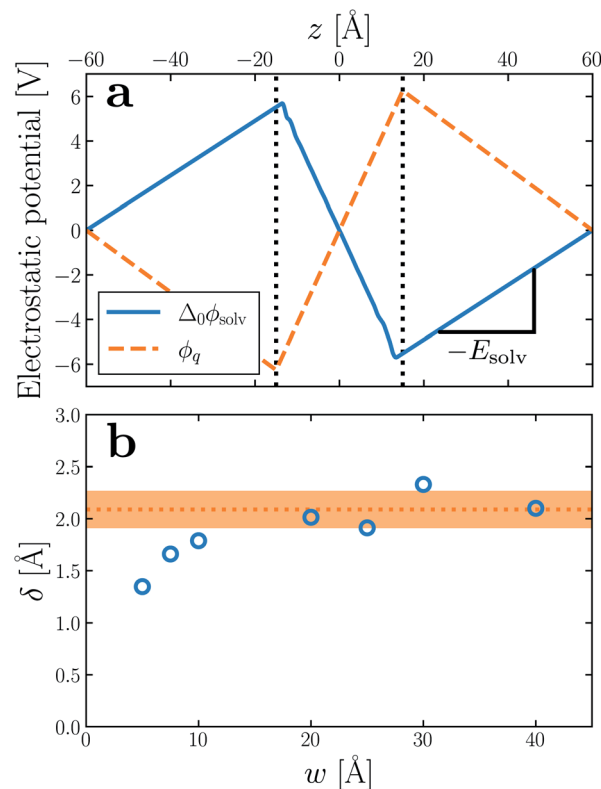 z [Å]
−60 −40 −20 0 20 40 60
a
Electrostatic potential [V]
6
4
2
0
−2
−4
−6
Δ₀ϕsolv
ϕq
−Esolv
b
δ [Å]
3.0
2.5
2.0
1.5
1.0
0.5
0.0
0 10 20 30 40
w [Å]